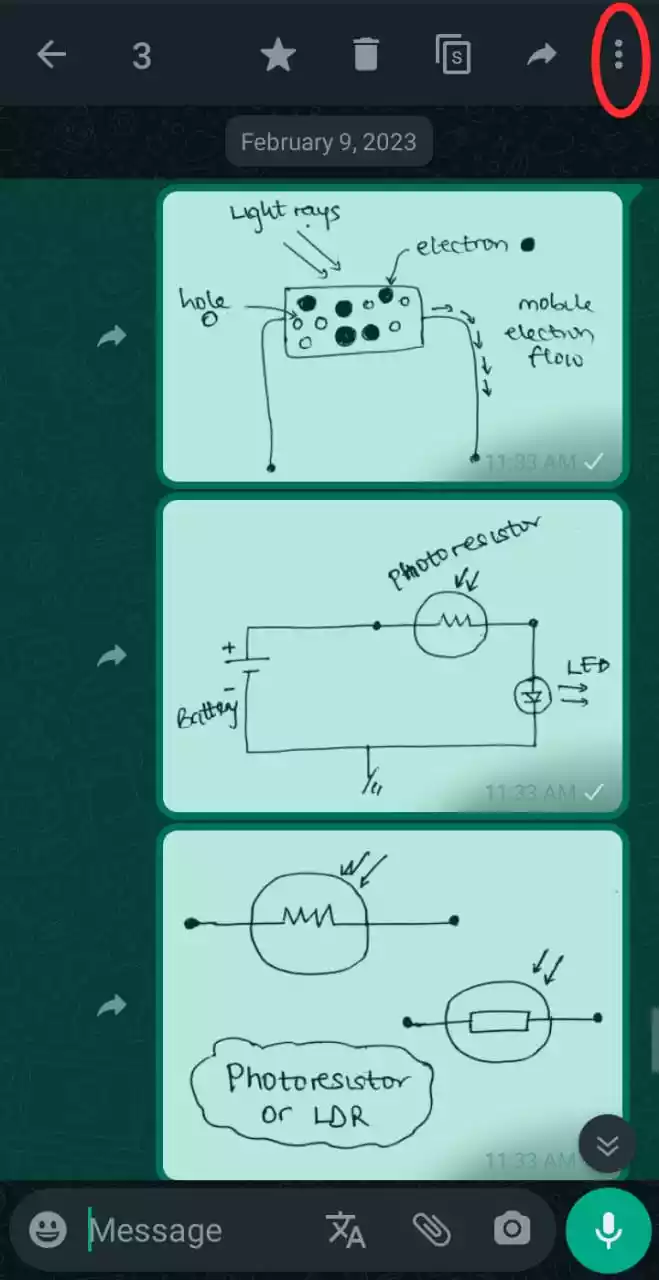 3
February 9, 2023
Light rays
electron
hole
mobile
electron
flow
11:33 AM
Photoresistor
+
LED
-
Battery
11:33 AM
Photoresistor
or LDR
11:33 AM
Message